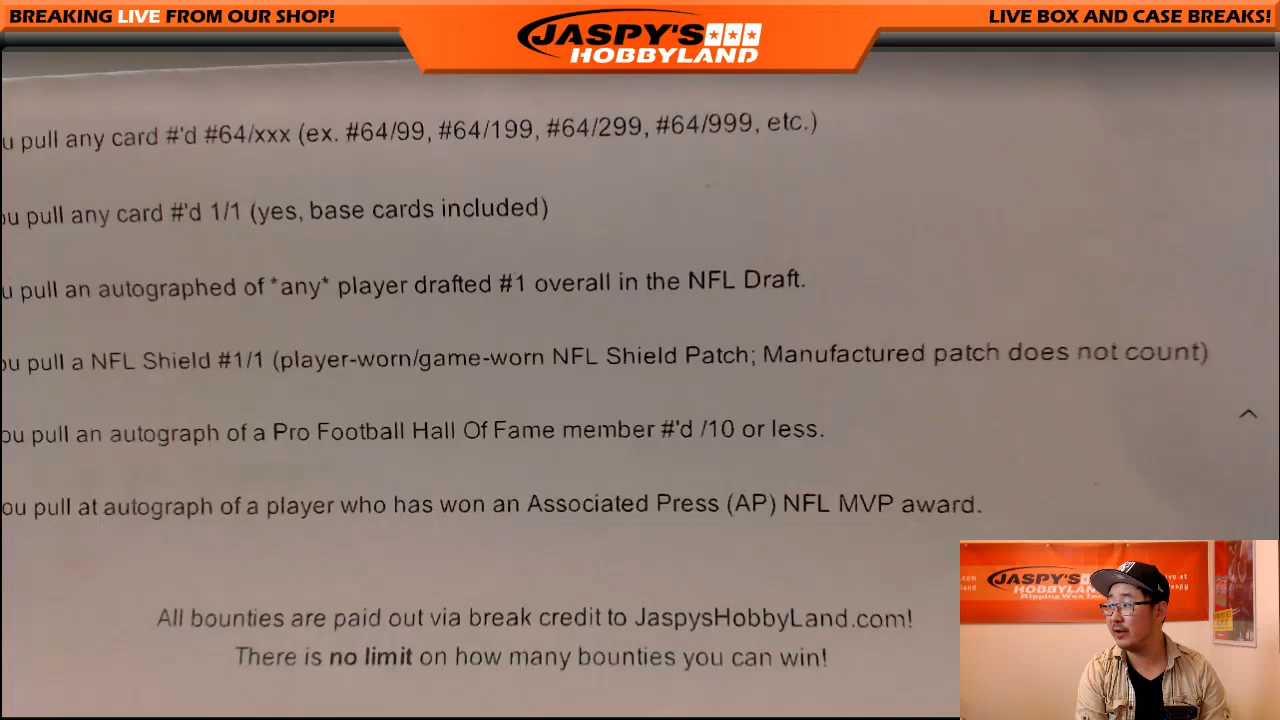 BREAKING LIVE FROM OUR SHOP!
JASPY'S
HOBBYLAND
LIVE BOX AND CASE BREAKS!
u pull any card #'d #64/xxx (ex. #64/99, #64/199, #64/299, #64/999, etc.)
ou pull any card #'d 1/1 (yes, base cards included)
u pull an autographed of *any* player drafted #1 overall in the NFL Draft.
ou pull a NFL Shield #1/1 (player-worn/game-worn NFL Shield Patch; Manufactured patch does not count)
ou pull an autograph of a Pro Football Hall Of Fame member #'d /10 or less.
ou pull at autograph of a player who has won an Associated Press (AP) NFL MVP award.
All bounties are paid out via break credit to JaspysHobbyLand.com!
There is no limit on how many bounties you can win!
JASPY'S
HOBBYLAND